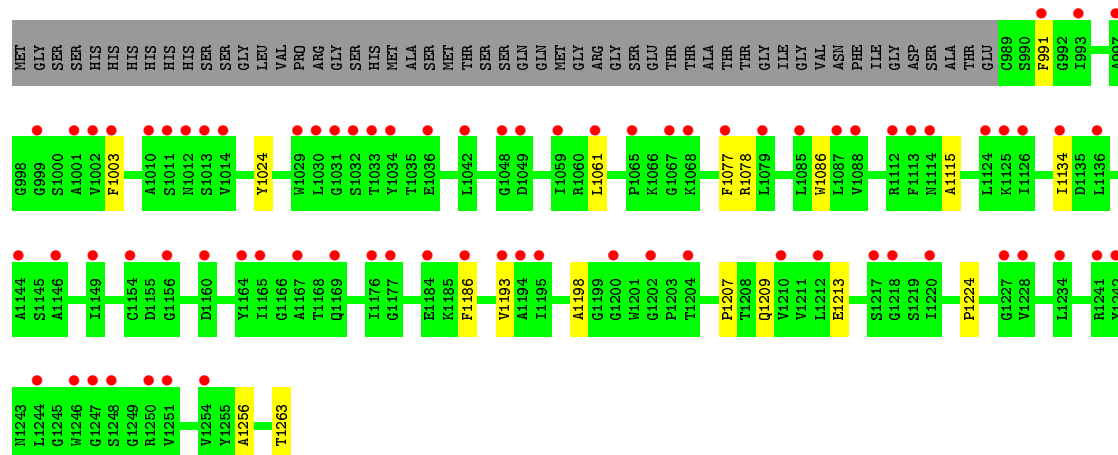 MET GLY SER SER HIS HIS HIS HIS HIS HIS SER SER GLY LEU VAL PRO ARG GLY SER HIS MET ALA SER MET THR SER SER GLN GLN MET GLY ARG GLY SER GLU THR THR ALA THR THR GLY ILE GLY VAL ASN PHE ILE GLY ASP SER ALA THR GLU C989 S990 F991 G992 I993 A997
G998 G999 S1000 A1001 V1002 F1003 A1010 S1011 N1012 S1013 V1014 Y1024 W1029 L1030 G1031 S1032 T1033 Y1034 T1035 E1036 L1042 G1048 D1049 I1059 R1060 L1061 P1065 K1066 G1067 K1068 F1077 R1078 L1079 L1085 W1086 L1087 V1088 R1112 F1113 N1114 A1115 L1124 K1125 I1126 I1134 D1135 L1136
A1144 S1145 A1146 I1149 C1154 D1155 G1156 D1160 Y1164 I1165 G1166 A1167 T1168 Q1169 I1176 G1177 E1184 K1185 F1186 V1193 A1194 I1195 A1198 G1199 G1200 W1201 G1202 P1203 T1204 P1207 T1208 Q1209 V1210 V1211 L1212 E1213 S1217 G1218 S1219 I1220 P1224 G1227 V1228 L1234 R1241 Y1242
N1243 L1244 G1245 W1246 G1247 S1248 G1249 R1250 V1251 V1254 Y1255 A1256 T1263